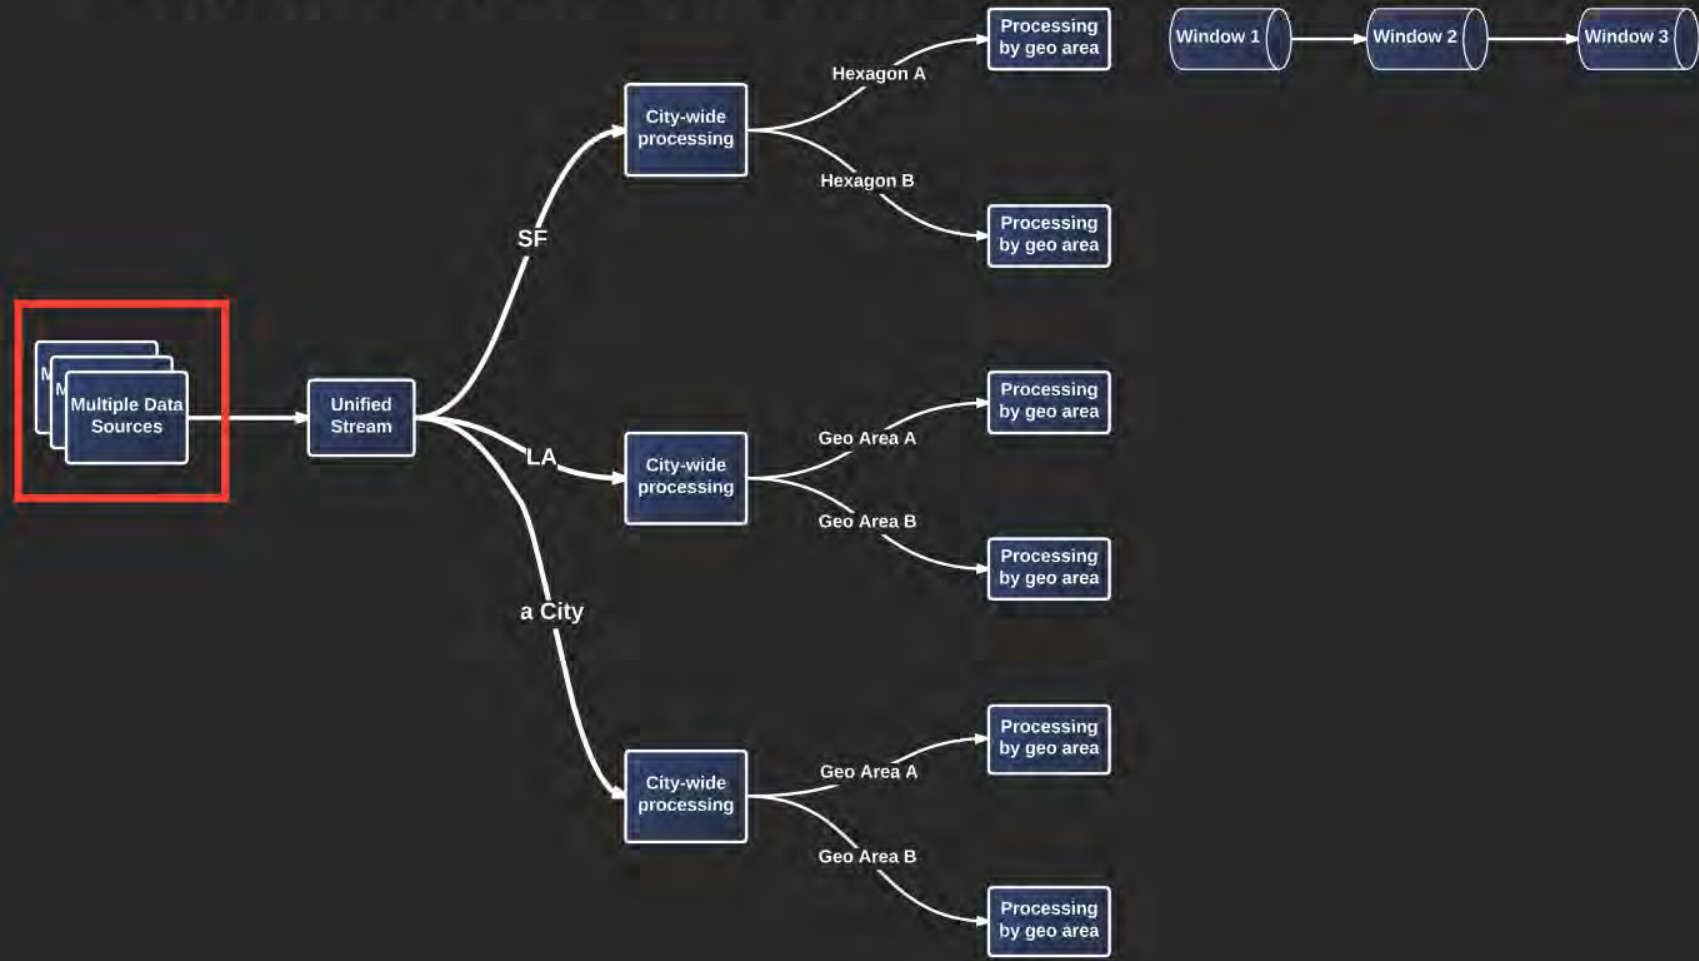 Processing
by geo area
Window 1
Window 2
Window 3
Hexagon A
City-wide
processing
Hexagon B
Processing
by geo area
SF
M
M
Multiple Data
Sources
Unified
Stream
LA
City-wide
processing
Processing
by geo area
Geo Area A
Geo Area B
Processing
by geo area
a City
City-wide
processing
Processing
by geo area
Geo Area A
Geo Area B
Processing
by geo area